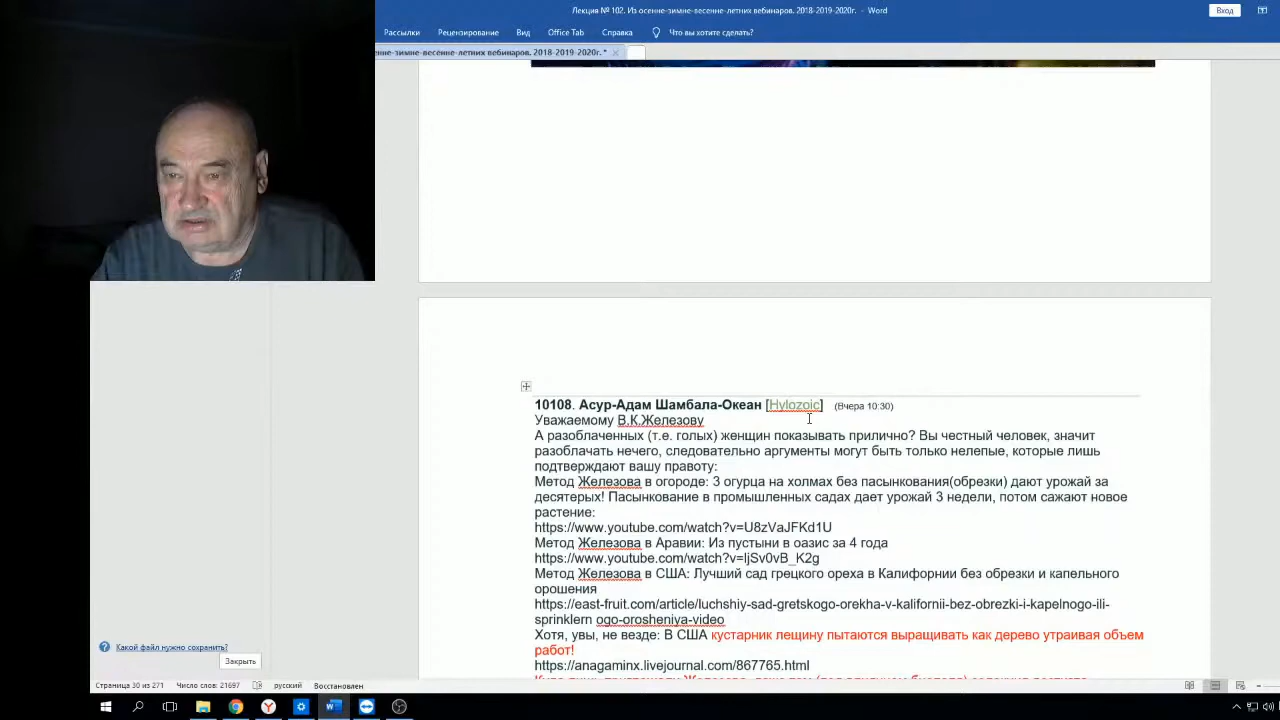 Лекция № 102. Из осенне-зимне-весенне-летних вебинаров. 2018-2019-2020г. - Word
Вход
Рассылки Рецензирование Вид Office Tab Справка Что вы хотите сделать?
нне-зимне-весенне-летних вебинаров. 2018-2019-2020г. *
10108. Асур-Адам Шамбала-Океан [Hylozoic] (Вчера 10:30)
Уважаемому В.К.Железову
А разоблаченных (т.е. голых) женщин показывать прилично? Вы честный человек, значит
разоблачать нечего, следовательно аргументы могут быть только нелепые, которые лишь
подтверждают вашу правоту:
Метод Железова в огороде: 3 огурца на холмах без пасынкования(обрезки) дают урожай за
десятерых! Пасынкование в промышленных садах дает урожай 3 недели, потом сажают новое
растение:
https://www.youtube.com/watch?v=U8zVaJFKd1U
Метод Железова в Аравии: Из пустыни в оазис за 4 года
https://www.youtube.com/watch?v=ljSv0vB_K2g
Метод Железова в США: Лучший сад грецкого ореха в Калифорнии без обрезки и капельного
орошения
https://east-fruit.com/article/luchshiy-sad-gretskogo-orekha-v-kalifornii-bez-obrezki-i-kapelnogo-ili-
sprinklern ogo-orosheniya-video
Хотя, увы, не везде: В США кустарник лещину пытаются выращивать как дерево утраивая объем
работ!
https://anagaminx.livejournal.com/867765.html
Какой файл нужно сохранить?
Закрыть
Страница 30 из 271 Число слов: 21697 русский Восстановлен